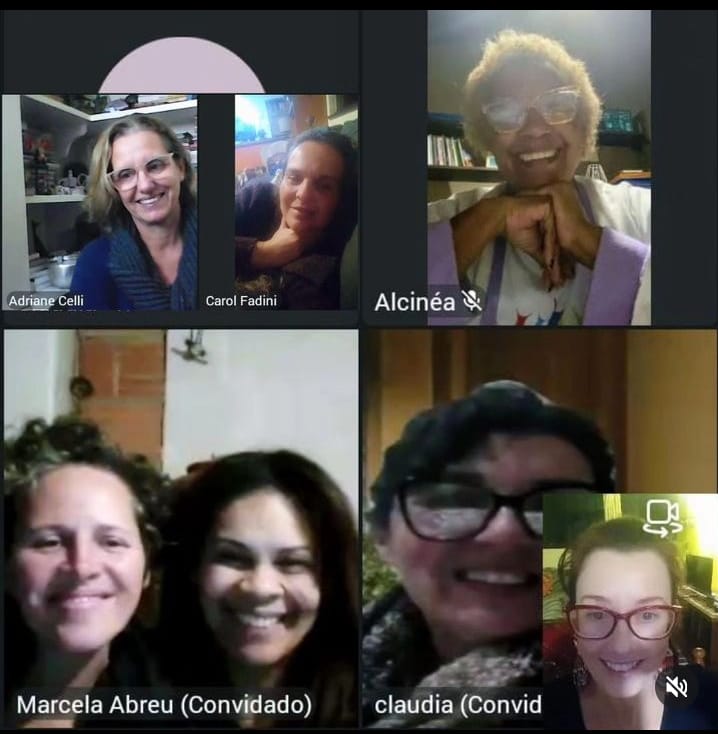 Adriane Celli
Carol Fadini
Alcinéa
Marcela Abreu (Convidado)
claudia (Convid